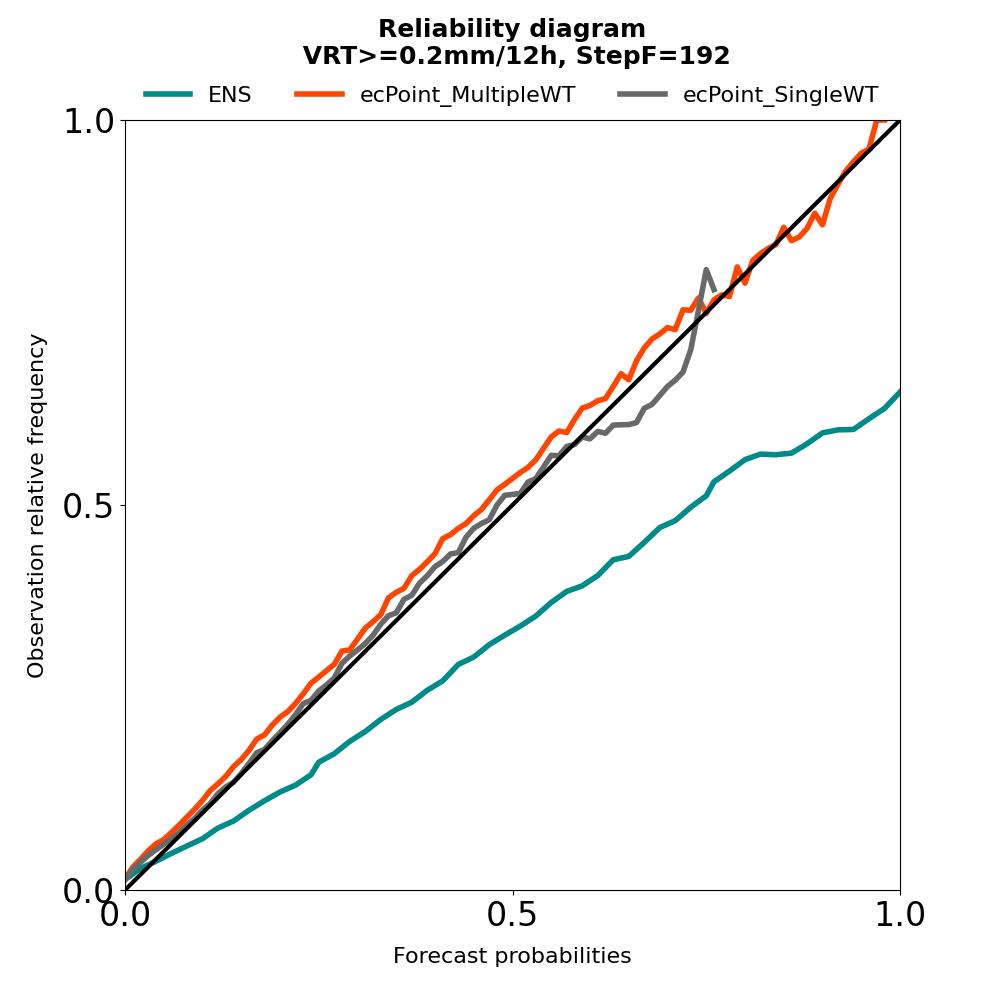 Reliability diagram
VRT>=0.2mm/12h, StepF=192
ENS ecPoint_MultipleWT ecPoint_SingleWT
1.0
0.5
0.0
0.0 0.5 1.0
Observation relative frequency
Forecast probabilities